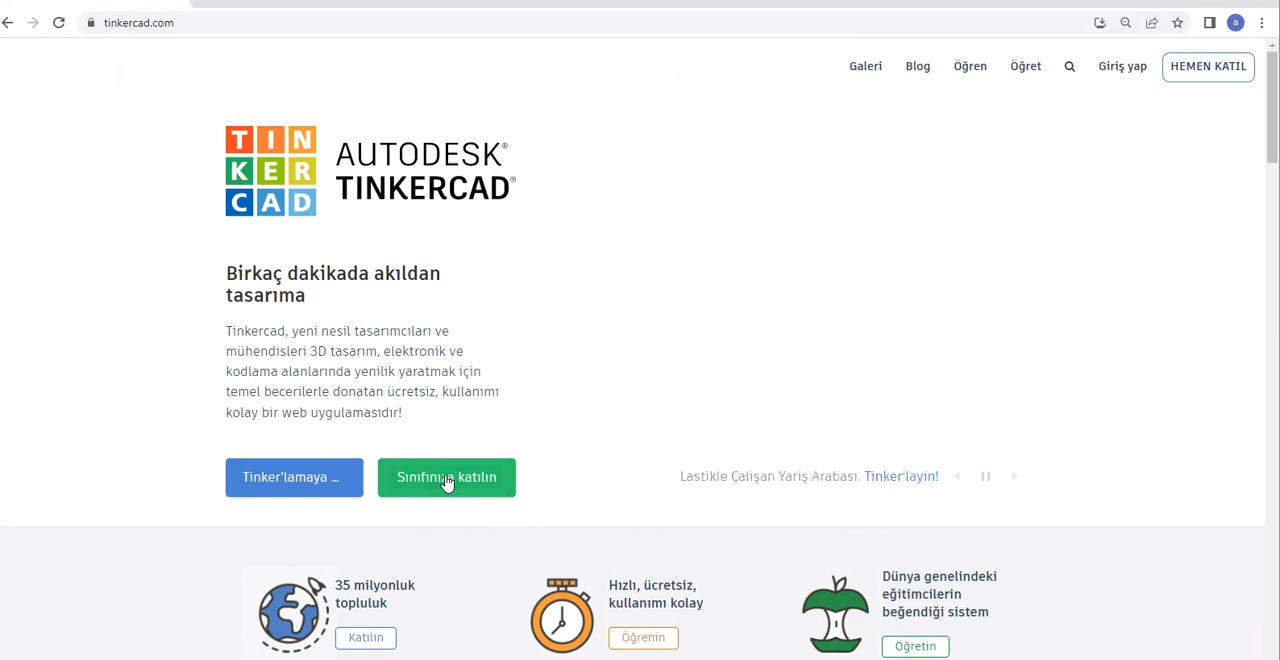 tinkercad.com
a
Galeri Blog Öğren Öğret Giriş yap HEMEN KATIL
TIN
KER
CAD
AUTODESK®
TINKERCAD®
Birkaç dakikada akıldan
tasarıma
Tinkercad, yeni nesil tasarımcıları ve
mühendisleri 3D tasarım, elektronik ve
kodlama alanlarında yenilik yaratmak için
temel becerilerle donatan ücretsiz, kullanımı
kolay bir web uygulamasıdır!
Tinker'lamaya ... Sınıfınıza katılın
Lastikle Çalişan Yariş Arabası. Tinker'layin!
35 milyonluk
topluluk
Katılın
Hızlı, ücretsiz,
kullanımı kolay
Öğrenin
Dünya genelindeki
eğitimcilerin
beğendiği sistem
Öğretin